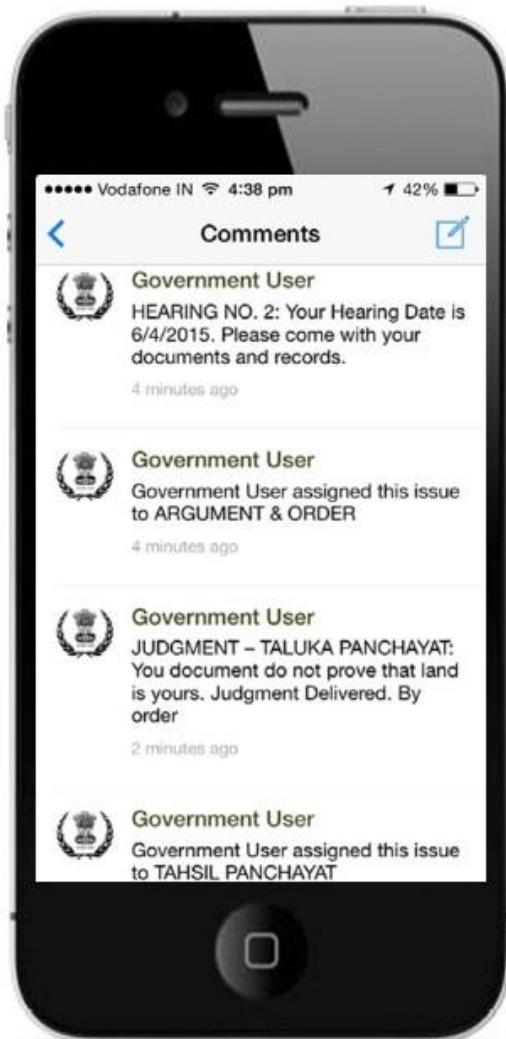 Vodafone IN 4:38 pm 42%
Comments
Government User
HEARING NO. 2: Your Hearing Date is
6/4/2015. Please come with your
documents and records.
4 minutes ago
Government User
Government User assigned this issue
to ARGUMENT & ORDER
4 minutes ago
Government User
JUDGMENT – TALUKA PANCHAYAT:
You document do not prove that land
is yours. Judgment Delivered. By
order
2 minutes ago
Government User
Government User assigned this issue
to TAHSIL PANCHAYAT